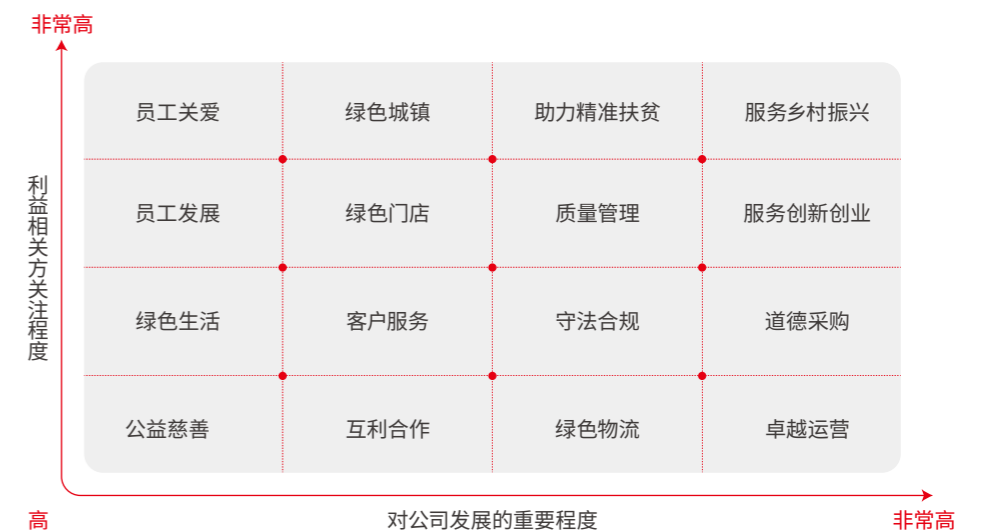 非常高
员工关爱 绿色城镇 助力精准扶贫 服务乡村振兴
利益相关方关注程度
员工发展 绿色门店 质量管理 服务创新创业
绿色生活 客户服务 守法合规 道德采购
公益慈善 互利合作 绿色物流 卓越运营
高 对公司发展的重要程度 非常高